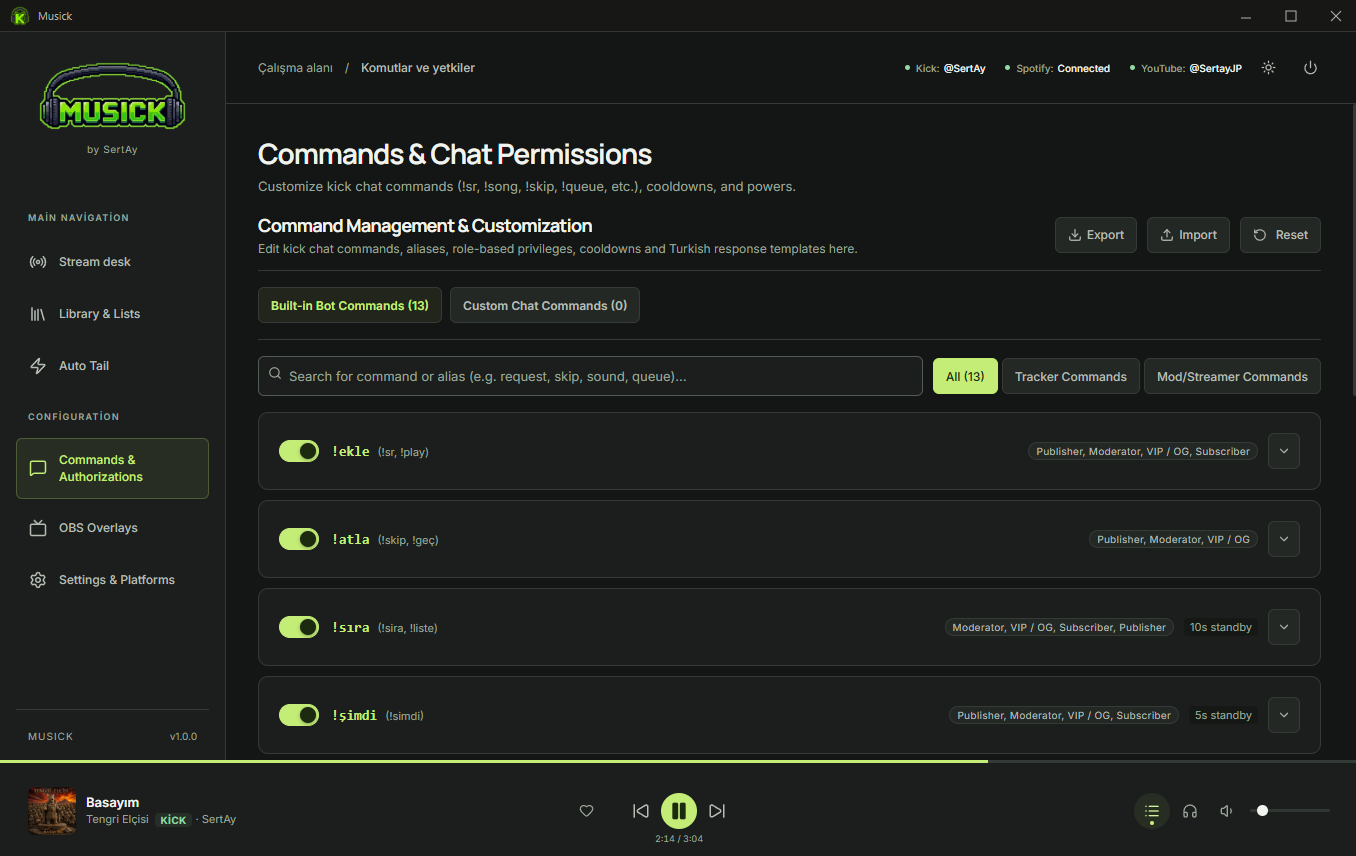 Musick
MUSICK
by SertAy
Çalışma alanı / Komutlar ve yetkiler
Kick: @SertAy
Spotify: Connected
YouTube: @SertayJP
MAİN NAVİGATİON
Stream desk
Library & Lists
Auto Tail
CONFİGURATİON
Commands &
Authorizations
OBS Overlays
Settings & Platforms
MUSICK v1.0.0
Commands & Chat Permissions
Customize kick chat commands (!sr, !song, !skip, !queue, etc.), cooldowns, and powers.
Command Management & Customization
Edit kick chat commands, aliases, role-based privileges, cooldowns and Turkish response templates here.
Export
Import
Reset
Built-in Bot Commands (13)
Custom Chat Commands (0)
Search for command or alias (e.g. request, skip, sound, queue)...
All (13)
Tracker Commands
Mod/Streamer Commands
!ekle (!sr, !play)
Publisher, Moderator, VIP / OG, Subscriber
!atla (!skip, !geç)
Publisher, Moderator, VIP / OG
!sıra (!sira, !liste)
Moderator, VIP / OG, Subscriber, Publisher
10s standby
!şimdi (!simdi)
Publisher, Moderator, VIP / OG, Subscriber
5s standby
TENGRİ ELÇİSİ
Basayım
Tengri Elçisi KİCK · SertAy
2:14 / 3:04